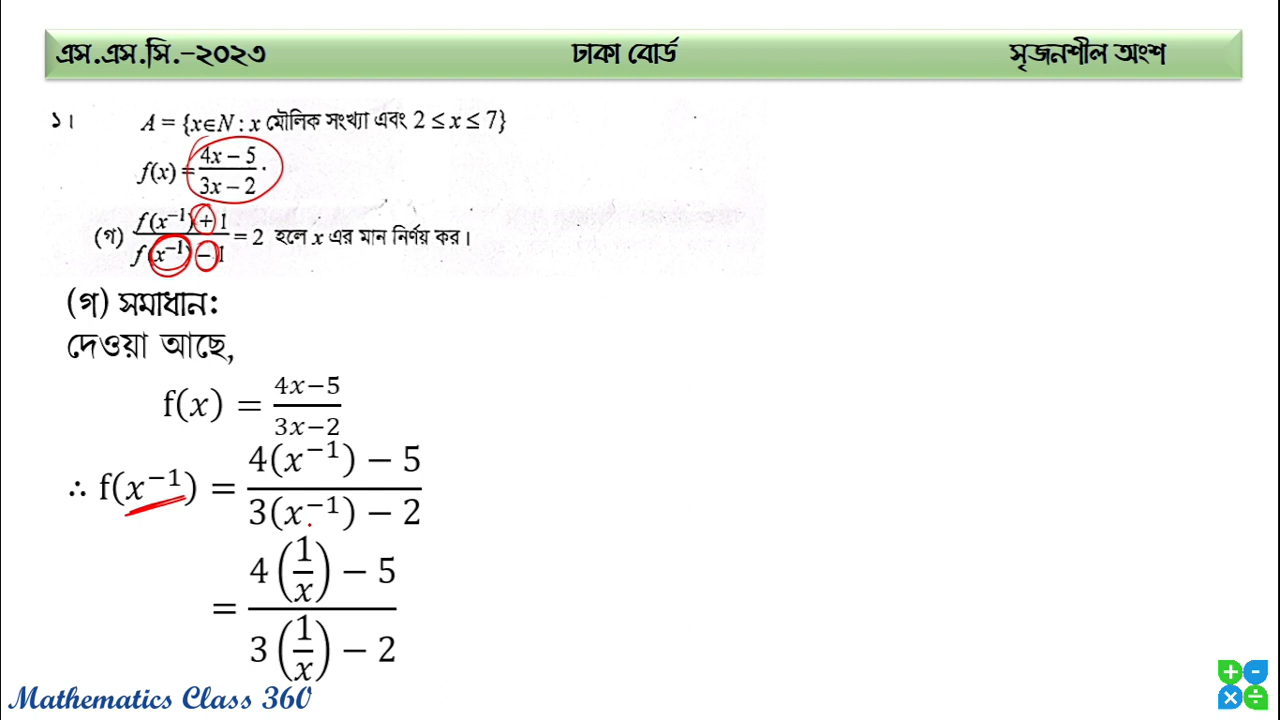 এস.এস.সি.-২০২৩ ঢাকা বোর্ড সৃজনশীল অংশ
১। A = {x∈N : x মৌলিক সংখ্যা এবং 2 ≤ x ≤ 7}
f(x) = (4x – 5)/(3x – 2) ·
(গ) (f(x⁻¹) + 1)/(f(x⁻¹) – 1) = 2 হলে x এর মান নির্ণয় কর।
(গ) সমাধান:
দেওয়া আছে,
f(x) = (4x−5)/(3x−2)
∴ f(x⁻¹) = (4(x⁻¹) − 5)/(3(x⁻¹) − 2)
= (4(1/x) − 5)/(3(1/x) − 2)
Mathematics Class 360